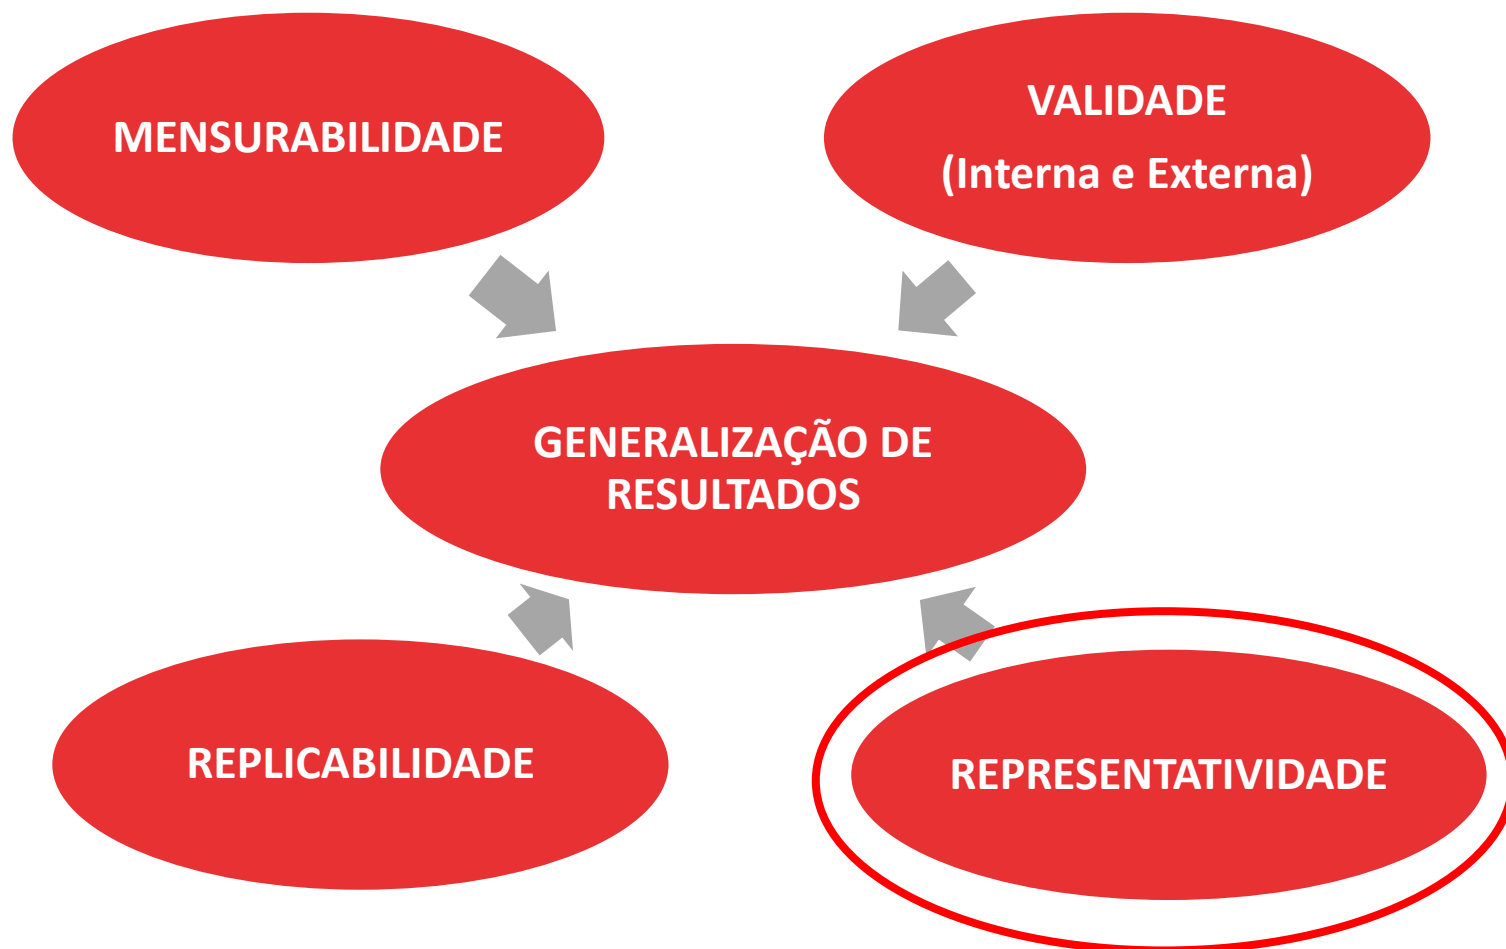 MENSURABILIDADE
VALIDADE
(Interna e Externa)
GENERALIZAÇÃO DE
RESULTADOS
REPLICABILIDADE
REPRESENTATIVIDADE